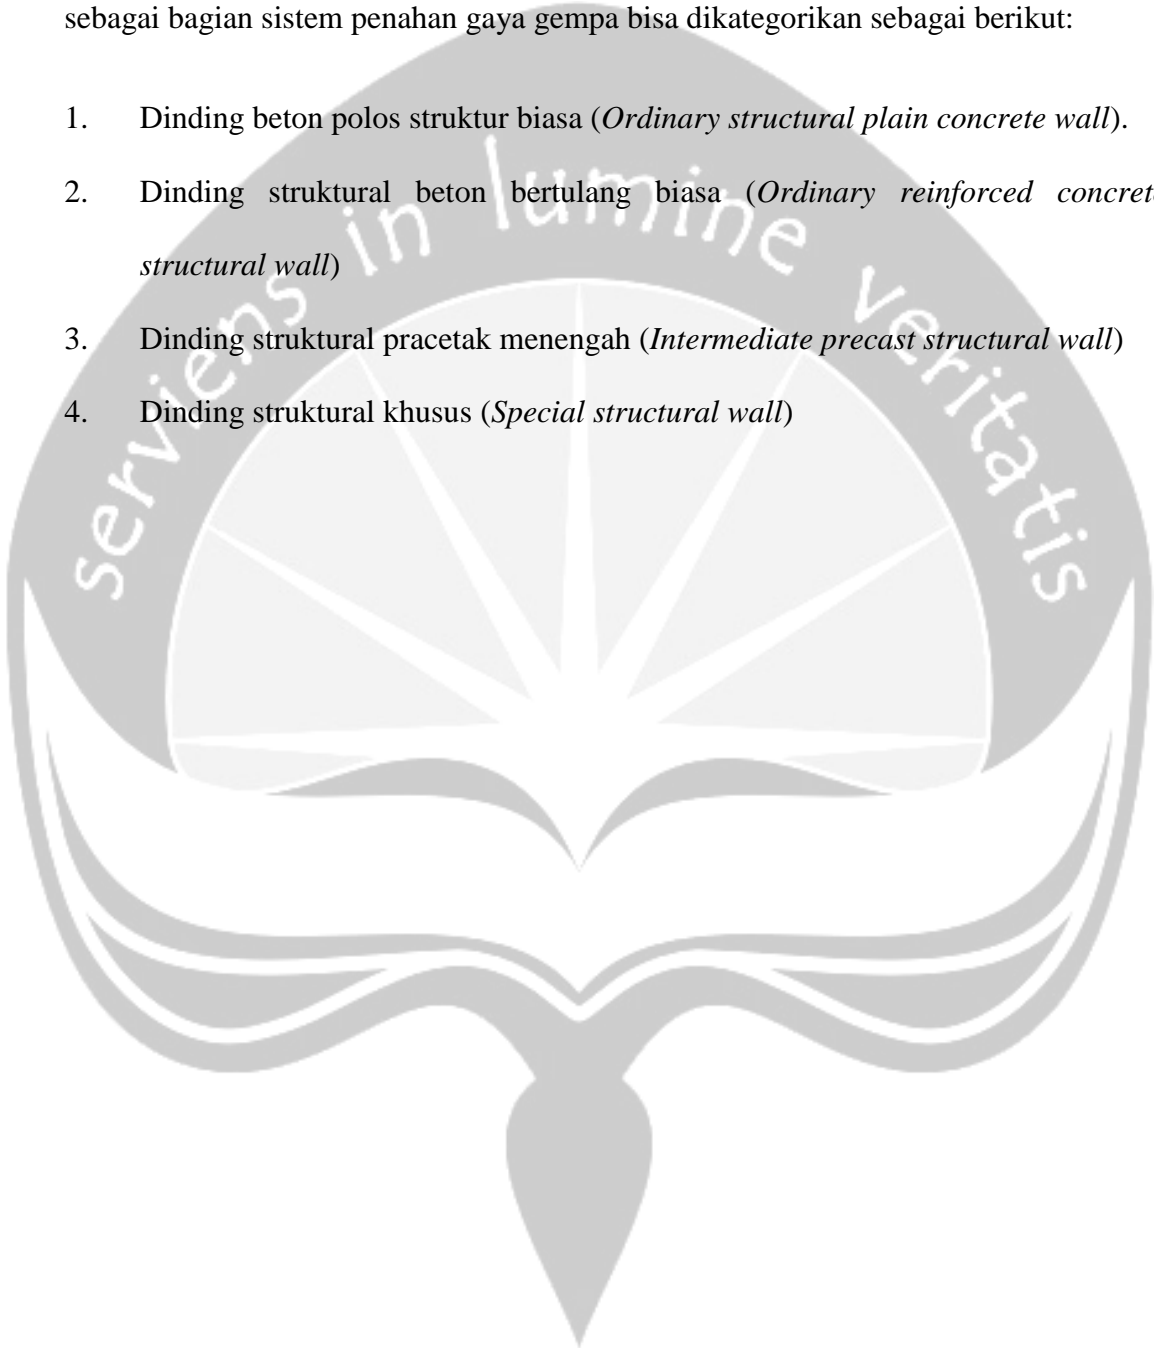 sebagai bagian sistem penahan gaya gempa bisa dikategorikan sebagai berikut:
1. Dinding beton polos struktur biasa (Ordinary structural plain concrete wall).
2. Dinding struktural beton bertulang biasa (Ordinary reinforced concrete
structural wall)
3. Dinding struktural pracetak menengah (Intermediate precast structural wall)
4. Dinding struktural khusus (Special structural wall)
serviens in lumine veritatis